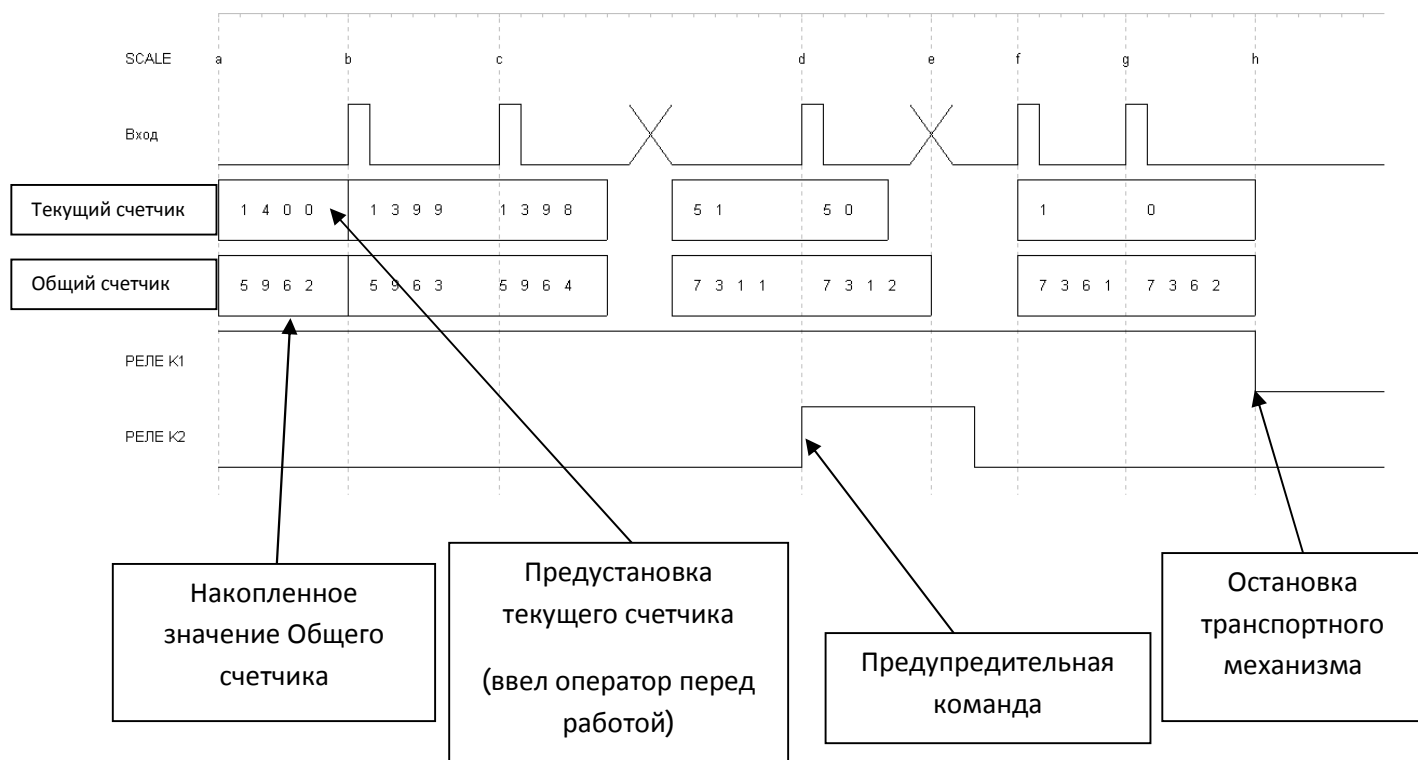 SCALE a b c d e f g h
Вход
Текущий счетчик 1 4 0 0 1 3 9 9 1 3 9 8 5 1 5 0 1 0
Общий счетчик 5 9 6 2 5 9 6 3 5 9 6 4 7 3 1 1 7 3 1 2 7 3 6 1 7 3 6 2
РЕЛЕ К1
РЕЛЕ К2
Накопленное
значение Общего
счетчика
Предустановка
текущего счетчика
(ввел оператор перед
работой)
Предупредительная
команда
Остановка
транспортного
механизма